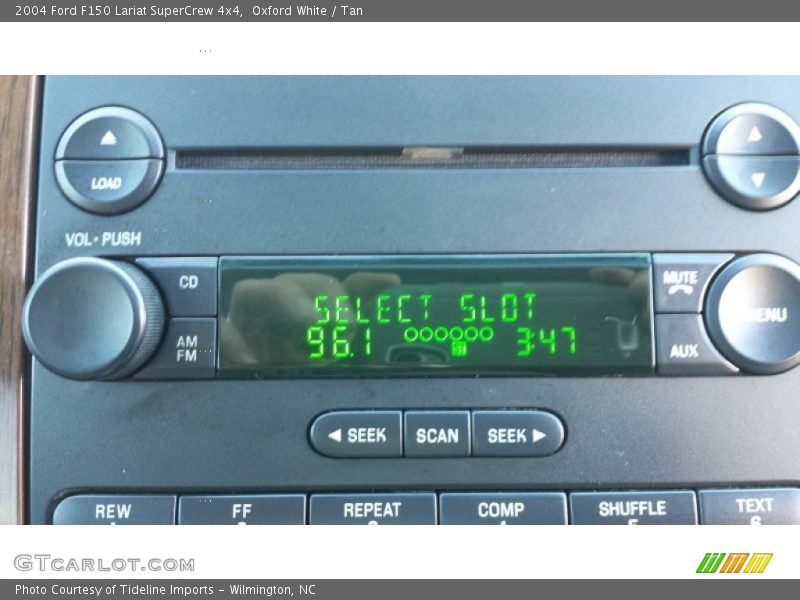 2004 Ford F150 Lariat SuperCrew 4x4,  Oxford White / Tan
LOAD
VOL • PUSH
CD
AM
FM
SELECT SLOT
96.1
3:47
MUTE
AUX
MENU
◄ SEEK
SCAN
SEEK ►
REW
FF
REPEAT
COMP
SHUFFLE
TEXT
GTCARLOT.COM
Photo Courtesy of Tideline Imports – Wilmington, NC